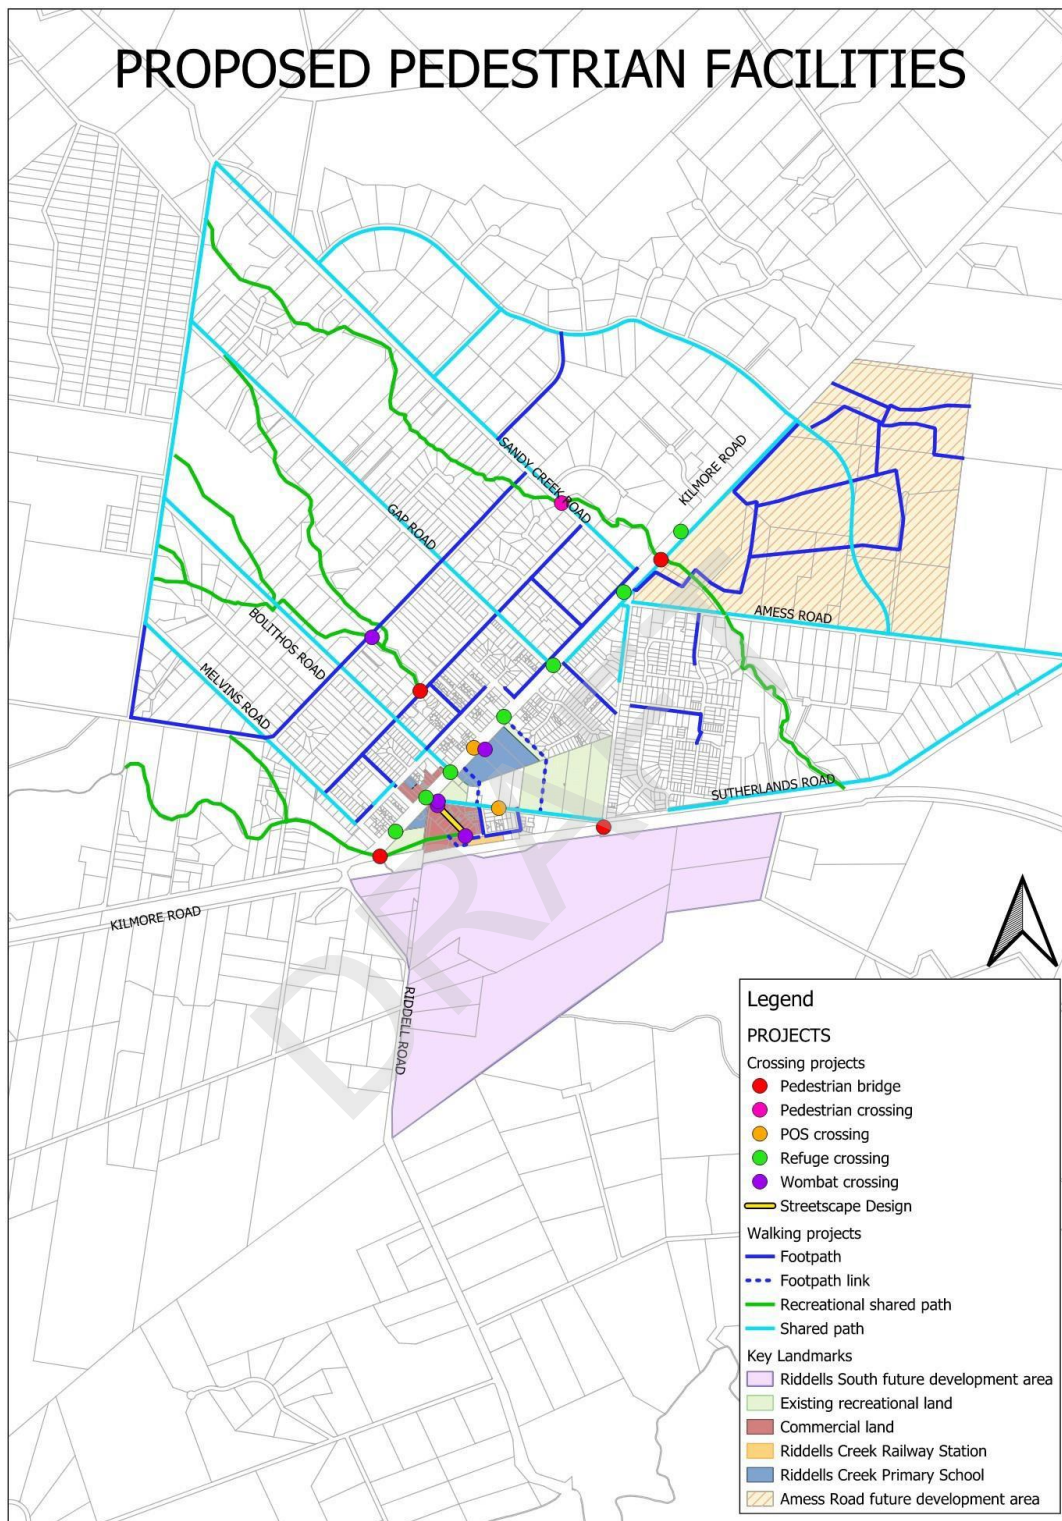 PROPOSED PEDESTRIAN FACILITIES
SANDY CREEK ROAD
KILMORE ROAD
GAP ROAD
AMESS ROAD
BOLITHOS ROAD
MELVINS ROAD
SUTHERLANDS ROAD
KILMORE ROAD
RIDDELL ROAD
DRAFT
Legend
PROJECTS
Crossing projects
Pedestrian bridge
Pedestrian crossing
POS crossing
Refuge crossing
Wombat crossing
Streetscape Design
Walking projects
Footpath
Footpath link
Recreational shared path
Shared path
Key Landmarks
Riddells South future development area
Existing recreational land
Commercial land
Riddells Creek Railway Station
Riddells Creek Primary School
Amess Road future development area